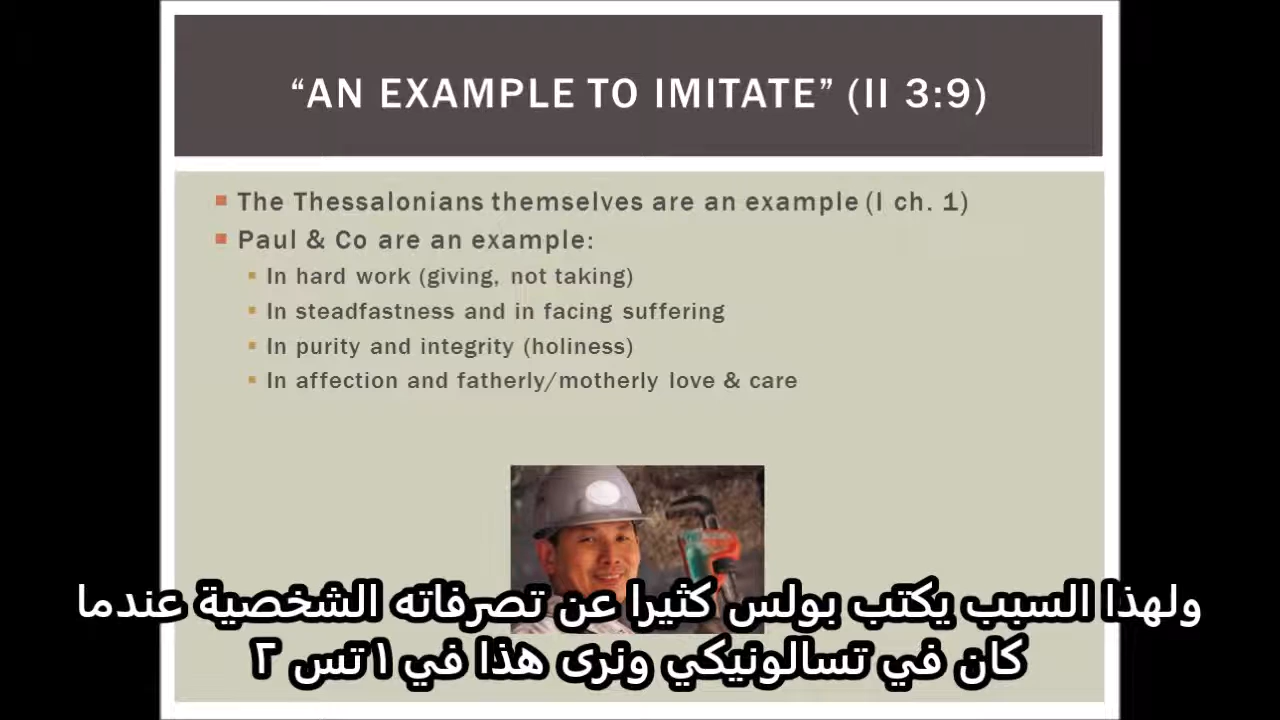 “AN EXAMPLE TO IMITATE” (II 3:9)
The Thessalonians themselves are an example (I ch. 1)
Paul & Co are an example:
In hard work (giving, not taking)
In steadfastness and in facing suffering
In purity and integrity (holiness)
In affection and fatherly/motherly love & care
ولهذا السبب يكتب بولس كثيرا عن تصرفاته الشخصية عندما
كان في تسالونيكي ونرى هذا في ١ تس ٢